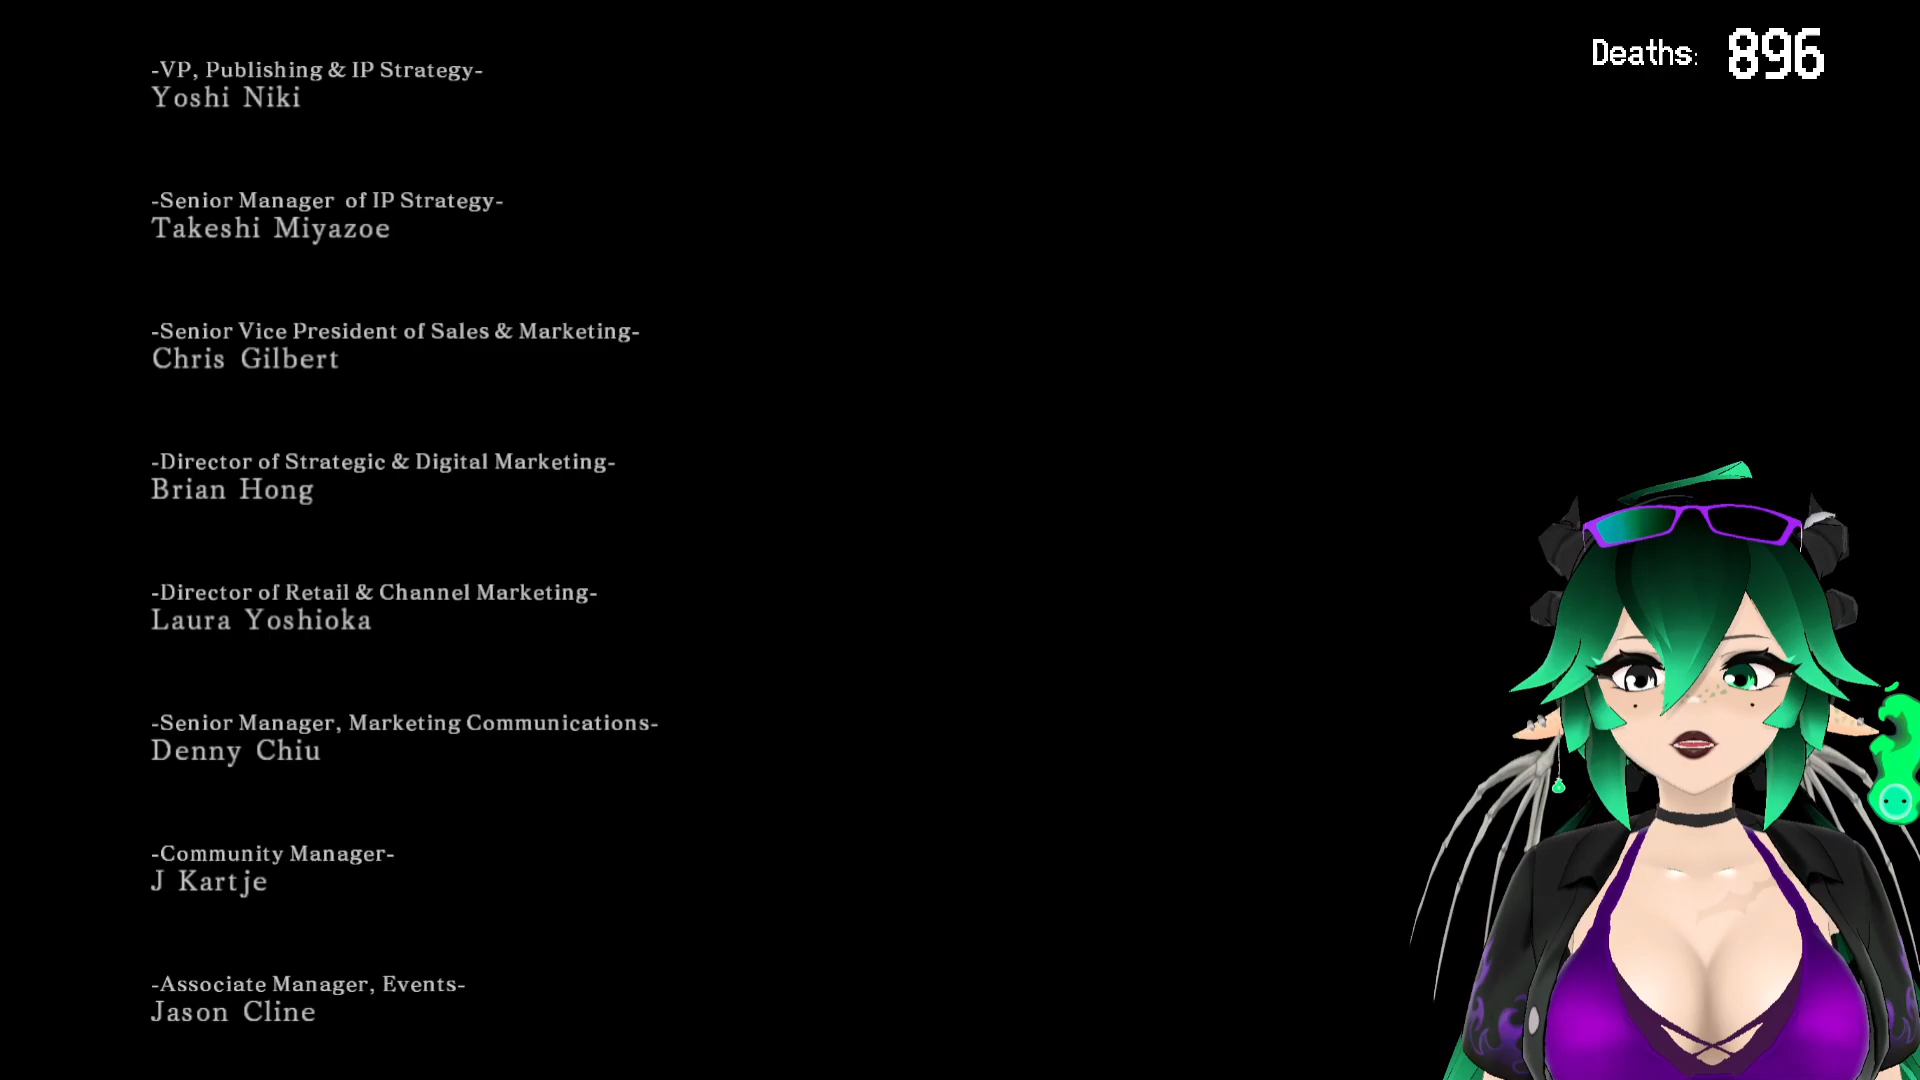 Deaths: 896
-VP, Publishing & IP Strategy-
Yoshi Niki
-Senior Manager of IP Strategy-
Takeshi Miyazoe
-Senior Vice President of Sales & Marketing-
Chris Gilbert
-Director of Strategic & Digital Marketing-
Brian Hong
-Director of Retail & Channel Marketing-
Laura Yoshioka
-Senior Manager, Marketing Communications-
Denny Chiu
-Community Manager-
J Kartje
-Associate Manager, Events-
Jason Cline